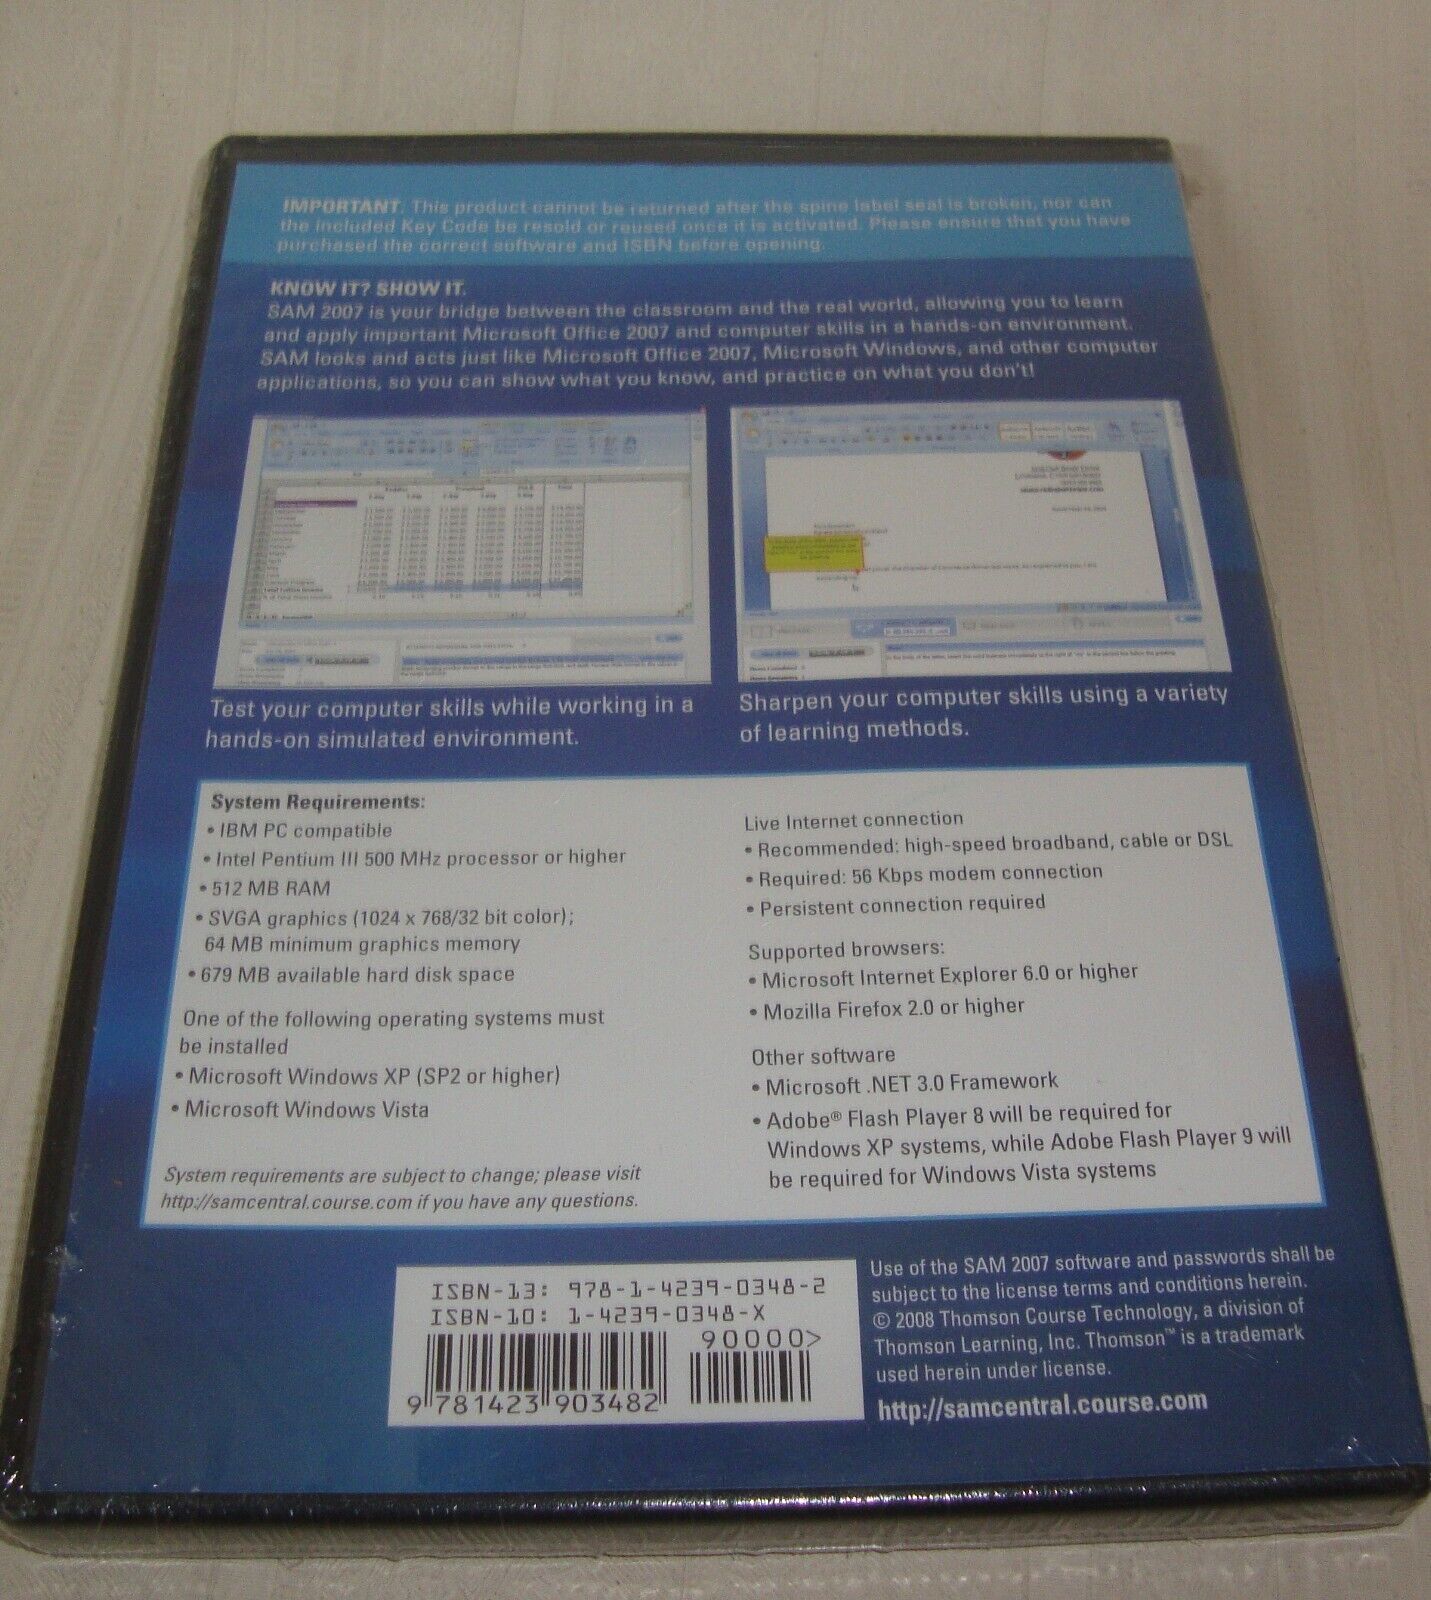 IMPORTANT. This product cannot be returned after the spine label seal is broken, nor can
the included Key Code be resold or reused once it is activated. Please ensure that you have
purchased the correct software and ISBN before opening.
KNOW IT? SHOW IT.
SAM 2007 is your bridge between the classroom and the real world, allowing you to learn
and apply important Microsoft Office 2007 and computer skills in a hands-on environment.
SAM looks and acts just like Microsoft Office 2007, Microsoft Windows, and other computer
applications, so you can show what you know, and practice on what you don't!
Test your computer skills while working in a
hands-on simulated environment.
Sharpen your computer skills using a variety
of learning methods.
System Requirements:
• IBM PC compatible
• Intel Pentium III 500 MHz processor or higher
• 512 MB RAM
• SVGA graphics (1024 x 768/32 bit color);
64 MB minimum graphics memory
• 679 MB available hard disk space
One of the following operating systems must
be installed
• Microsoft Windows XP (SP2 or higher)
• Microsoft Windows Vista
System requirements are subject to change; please visit
http://samcentral.course.com if you have any questions.
Live Internet connection
• Recommended: high-speed broadband, cable or DSL
• Required: 56 Kbps modem connection
• Persistent connection required
Supported browsers:
• Microsoft Internet Explorer 6.0 or higher
• Mozilla Firefox 2.0 or higher
Other software
• Microsoft .NET 3.0 Framework
• Adobe® Flash Player 8 will be required for
Windows XP systems, while Adobe Flash Player 9 will
be required for Windows Vista systems
ISBN-13: 978-1-4239-0348-2
ISBN-10: 1-4239-0348-X
90000>
9 781423 903482
Use of the SAM 2007 software and passwords shall be
subject to the license terms and conditions herein.
© 2008 Thomson Course Technology, a division of
Thomson Learning, Inc. Thomson™ is a trademark
used herein under license.
http://samcentral.course.com